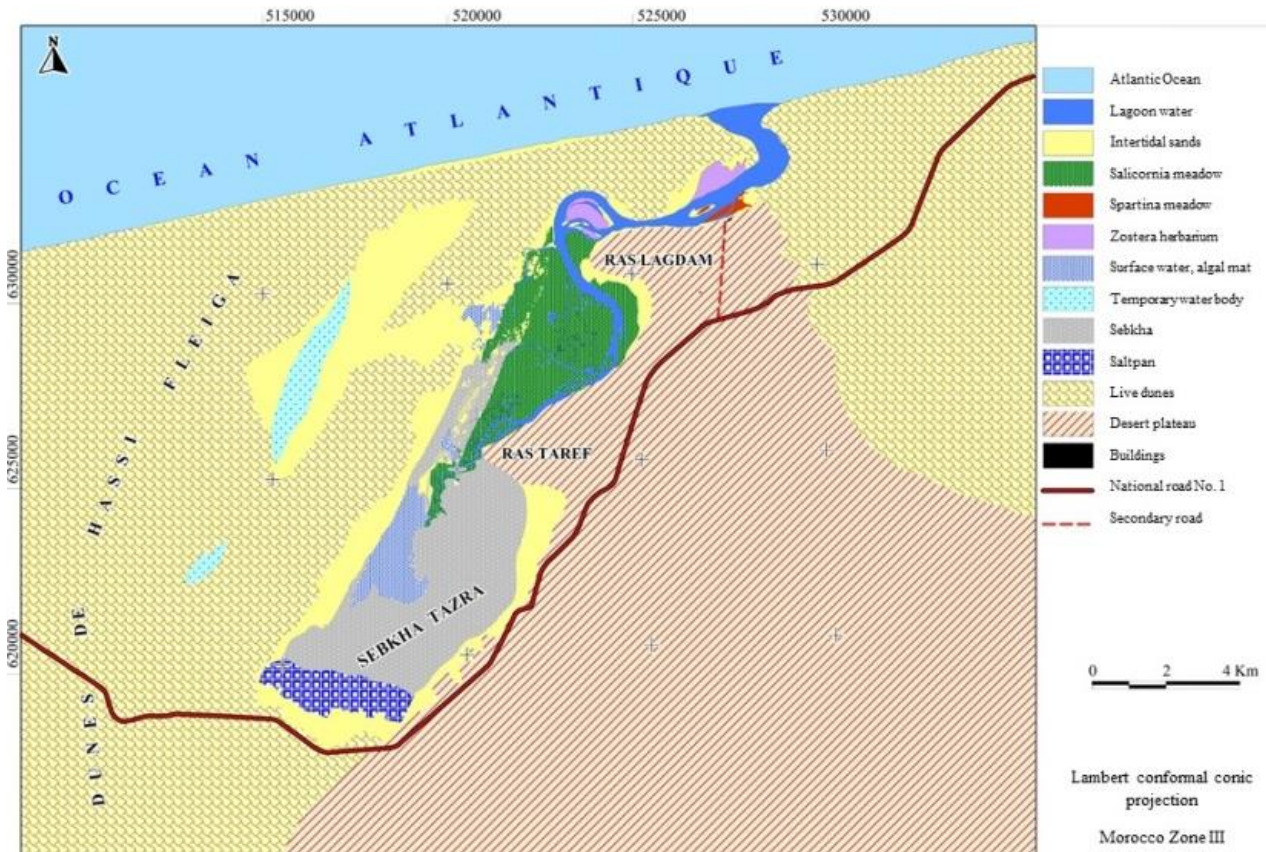 515000 520000 525000 530000
N
OCEAN ATLANTIQUE
630000
625000
620000
RAS LAGDAM
RAS TAREF
SEBKHA TAZRA
DUNES DE HASSI FLEIGA
Atlantic Ocean
Lagoon water
Intertidal sands
Salicornia meadow
Spartina meadow
Zostera herbarium
Surface water, algal mat
Temporary water body
Sebkha
Saltpan
Live dunes
Desert plateau
Buildings
National road No. 1
Secondary road
0 2 4 Km
Lambert conformal conic
projection
Morocco Zone III